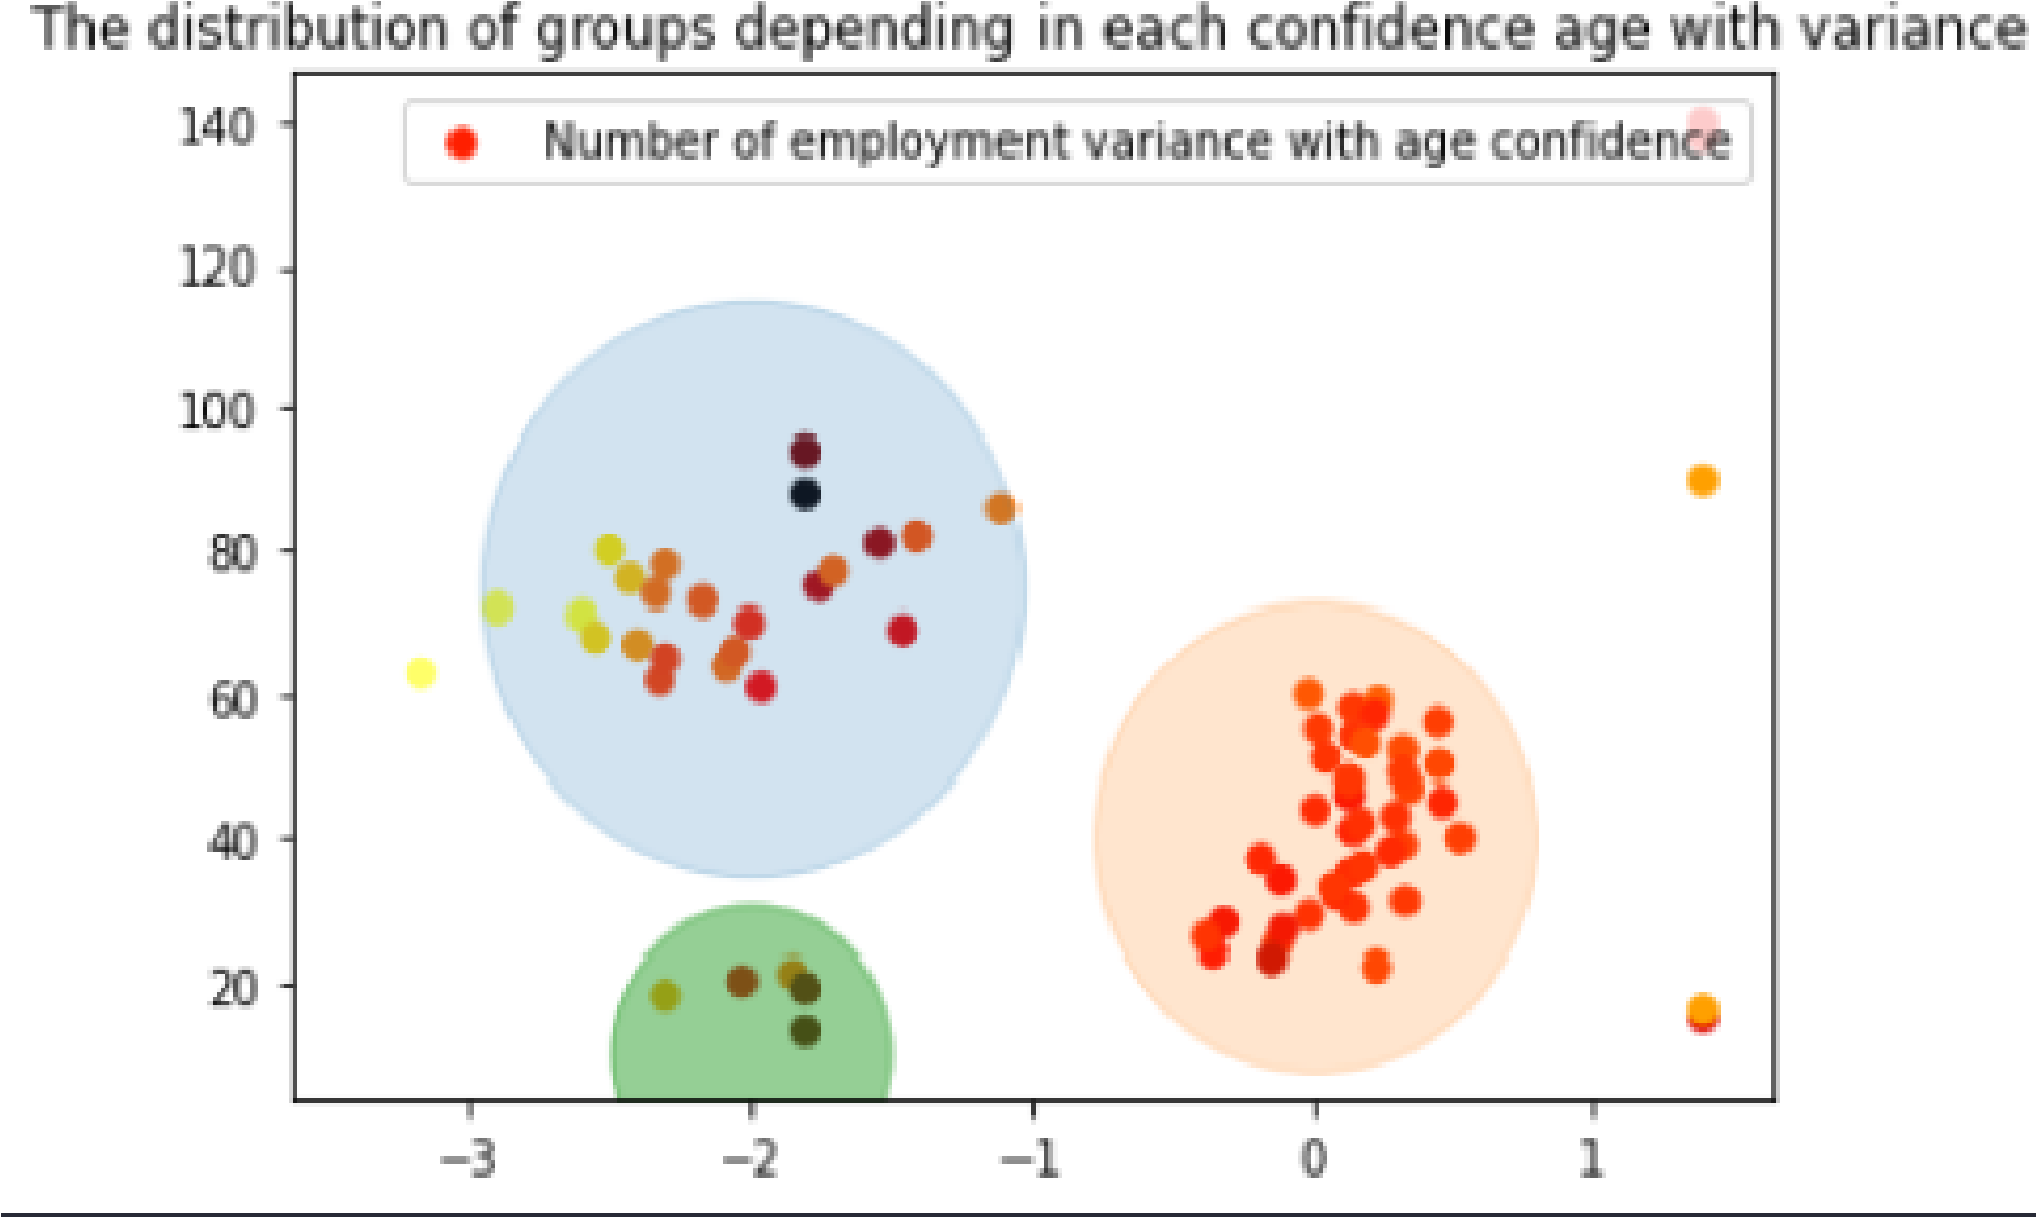 The distribution of groups depending in each confidence age with variance
Number of employment variance with age confidence
140
120
100
80
60
40
20
−3 −2 −1 0 1